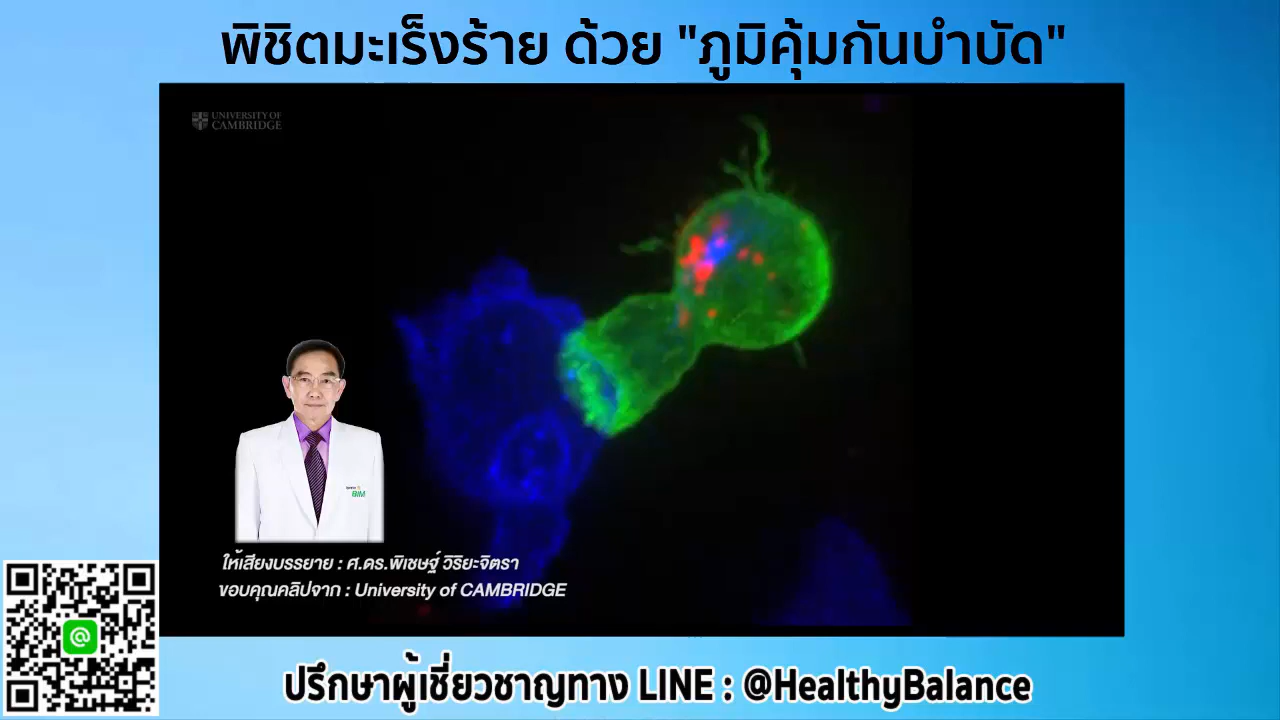 พิชิตมะเร็งร้าย ด้วย "ภูมิคุ้มกันบำบัด"
UNIVERSITY OF
CAMBRIDGE
BIM
ให้เสียงบรรยาย : ศ.ดร.พิเชษฐ์ วิริยะจิตรา
ขอบคุณคลิปจาก : University of CAMBRIDGE
@
ปรึกษาผู้เชี่ยวชาญทาง LINE : @HealthyBalance